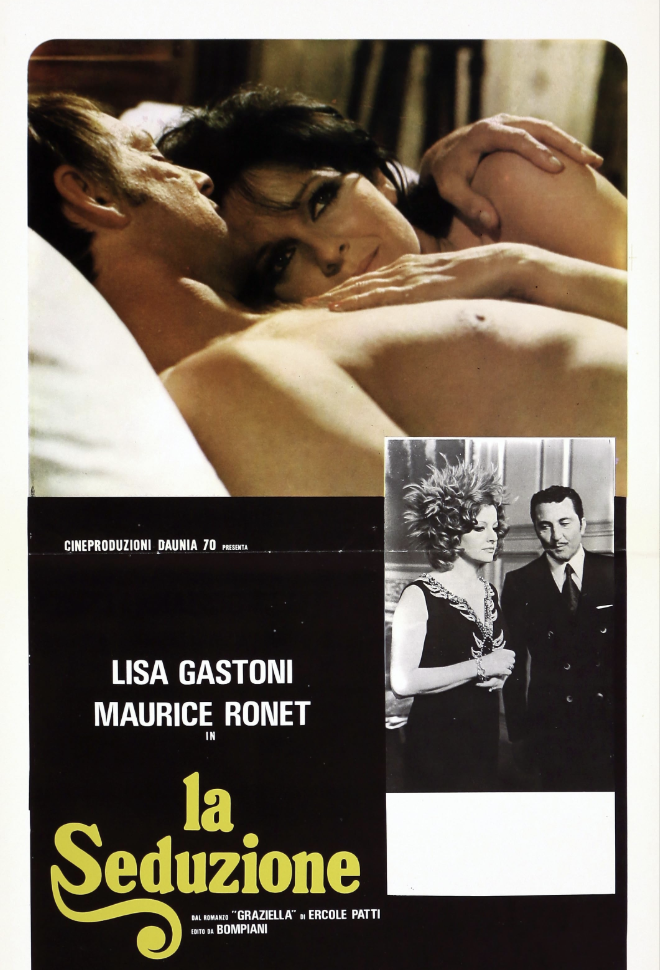 CINEPRODUZIONI DAUNIA 70 PRESENTA
LISA GASTONI
MAURICE RONET
IN
la
Seduzione
DAL ROMANZO "GRAZIELLA" DI ERCOLE PATTI
EDITO DA BOMPIANI